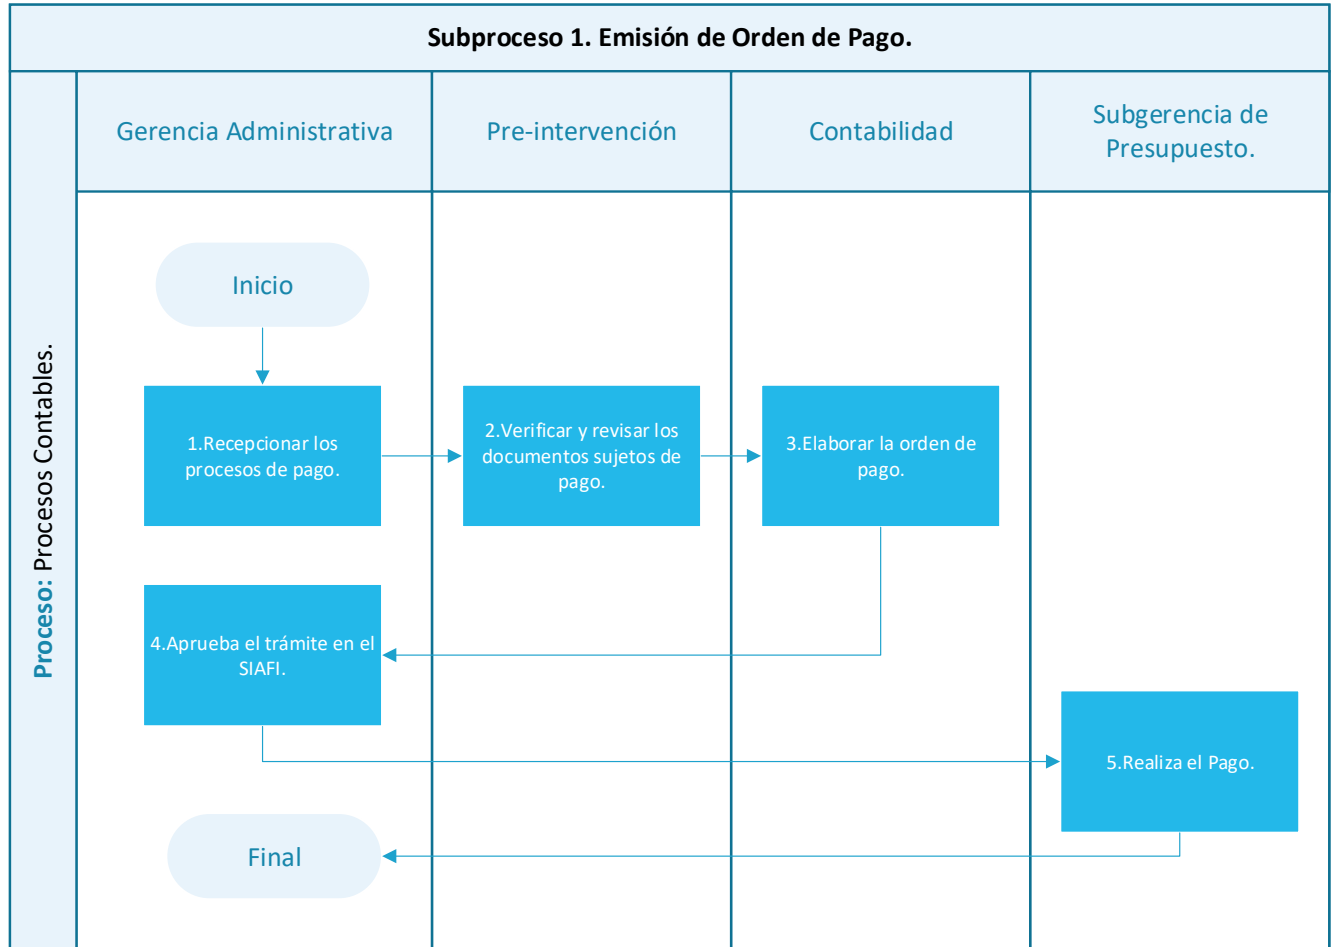 Subproceso 1. Emisión de Orden de Pago.
Proceso: Procesos Contables.
Gerencia Administrativa
Pre-intervención
Contabilidad
Subgerencia de
Presupuesto.
Inicio
1.Recepcionar los
procesos de pago.
2.Verificar y revisar los
documentos sujetos de
pago.
3.Elaborar la orden de
pago.
4.Aprueba el trámite en el
SIAFI.
5.Realiza el Pago.
Final